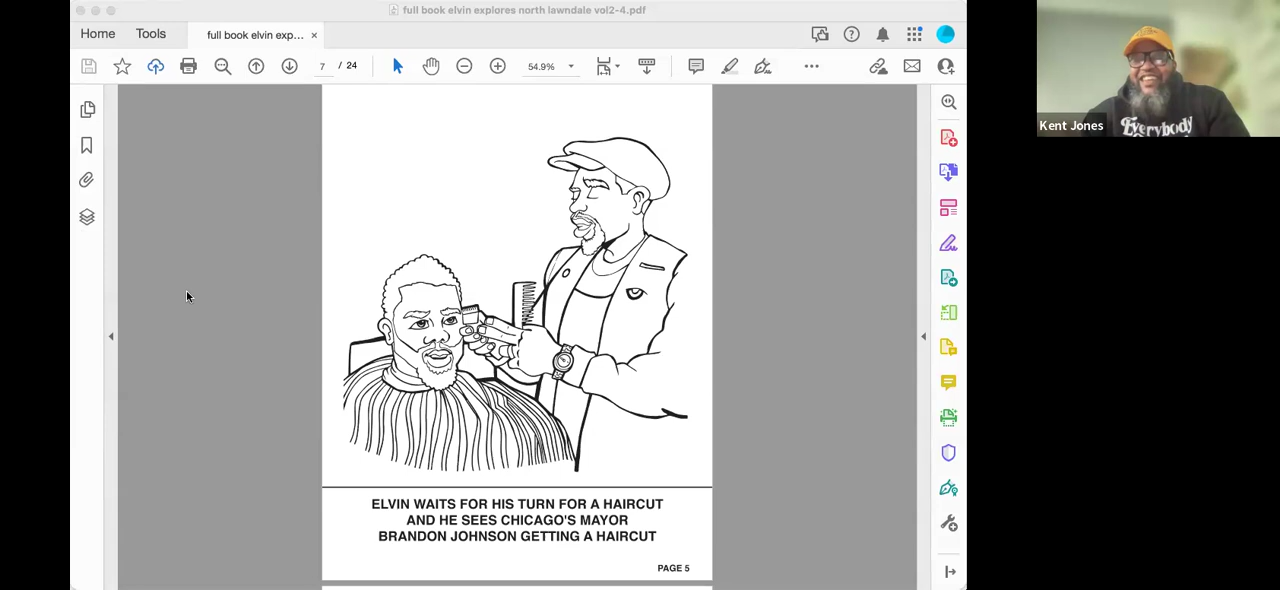 full book elvin explores north lawndale vol2-4.pdf
Home
Tools
full book elvin exp...
7 / 24
54.9%
Kent Jones
Everybody
ELVIN WAITS FOR HIS TURN FOR A HAIRCUT
AND HE SEES CHICAGO'S MAYOR
BRANDON JOHNSON GETTING A HAIRCUT
PAGE 5